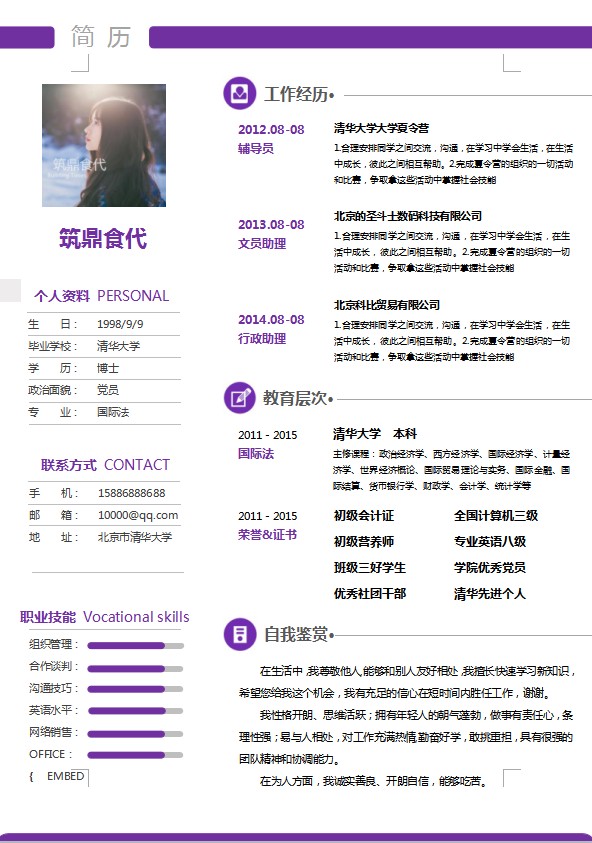 简 历
筑鼎食代
筑鼎食代
个人资料 PERSONAL
生 日： 1998/9/9
毕业学校： 清华大学
学 历： 博士
政治面貌： 党员
专 业： 国际法
联系方式 CONTACT
手 机： 15886888688
邮 箱： 10000@qq.com
地 址： 北京市清华大学
职业技能 Vocational skills
组织管理：
合作谈判：
沟通技巧：
英语水平：
网络销售：
OFFICE：
{ EMBED
工作经历•
2012.08-08 清华大学大学夏令营
辅导员
1.合理安排同学之间交流，沟通，在学习中学会生活，在生活
中成长，彼此之间相互帮助。2.完成夏令营的组织的一切活动
和比赛，争取拿这些活动中掌握社会技能
2013.08-08 北京的圣斗士数码科技有限公司
文员助理
1.合理安排同学之间交流，沟通，在学习中学会生活，在生
活中成长，彼此之间相互帮助。2.完成夏令营的组织的一切
活动和比赛，争取拿这些活动中掌握社会技能
2014.08-08 北京科比贸易有限公司
行政助理
1.合理安排同学之间交流，沟通，在学习中学会生活，在生
活中成长，彼此之间相互帮助。2.完成夏令营的组织的一切
活动和比赛，争取拿这些活动中掌握社会技能
教育层次•
2011 - 2015 清华大学 本科
国际法
主修课程：政治经济学、西方经济学、国际经济学、计量经
济学、世界经济概论、国际贸易理论与实务、国际金融、国
际结算、货币银行学、财政学、会计学、统计学等
2011 - 2015 初级会计证 全国计算机三级
荣誉&证书 初级营养师 专业英语八级
班级三好学生 学院优秀党员
优秀社团干部 清华先进个人
自我鉴赏•
在生活中，我尊敬他人，能够和别人友好相处，我擅长快速学习新知识，
希望您给我这个机会，我有充足的信心在短时间内胜任工作，谢谢。
我性格开朗、思维活跃；拥有年轻人的朝气蓬勃，做事有责任心，条
理性强；易与人相处，对工作充满热情，勤奋好学，敢挑重担，具有很强的
团队精神和协调能力。
在为人方面，我诚实善良、开朗自信，能够吃苦。